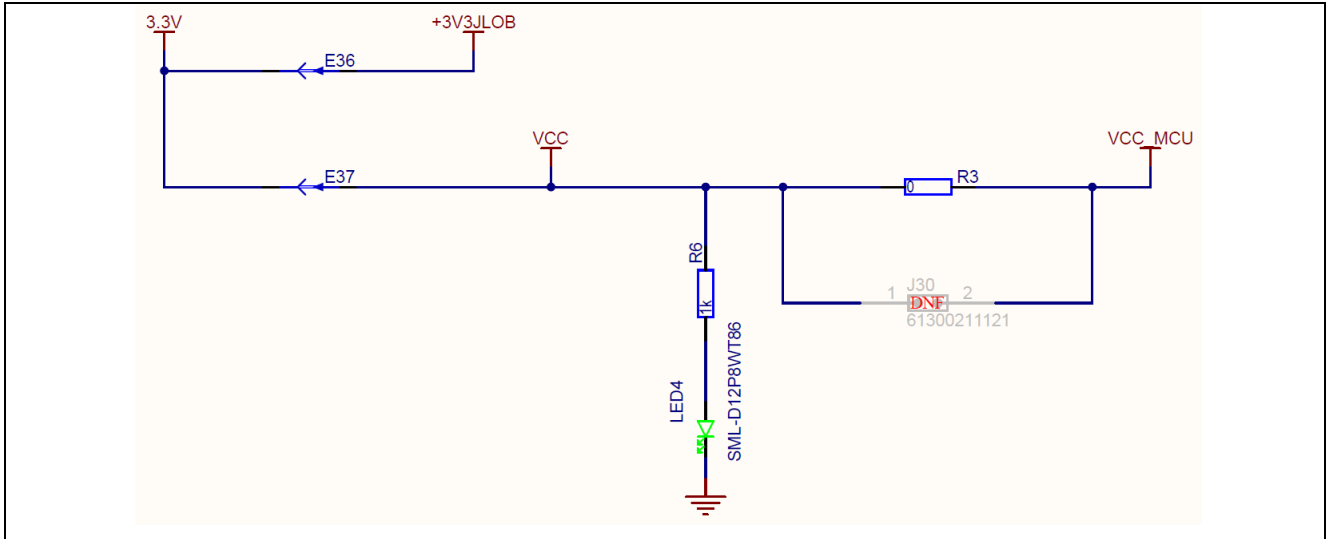 3.3V
+3V3JLOB
E36
VCC
VCC_MCU
E37
R3
0
R6
1k
J30
1
DNF
2
61300211121
LED4
SML-D12P8WT86